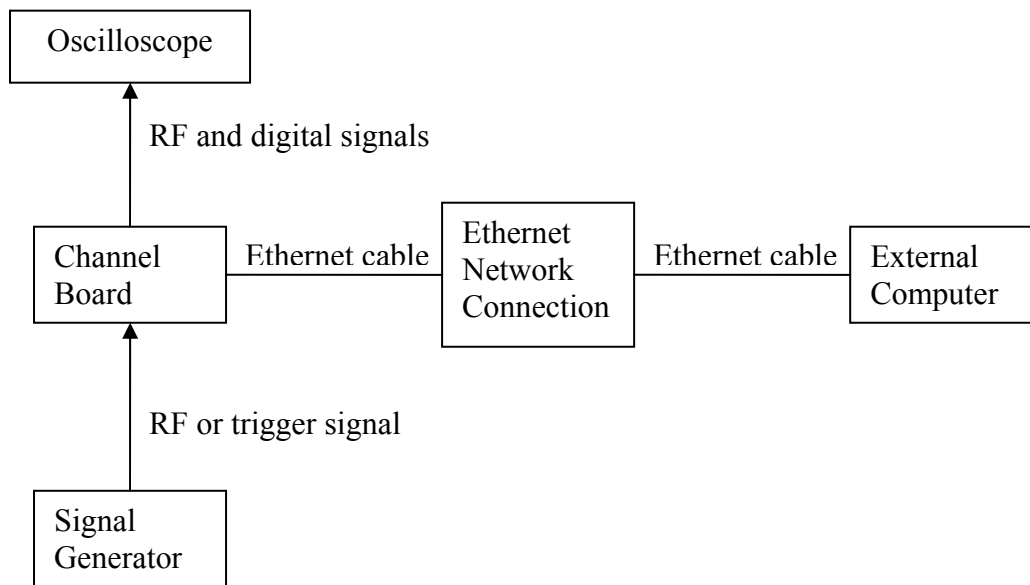 Oscilloscope
RF and digital signals
Channel
Board
Ethernet cable
Ethernet
Network
Connection
Ethernet cable
External
Computer
RF or trigger signal
Signal
Generator